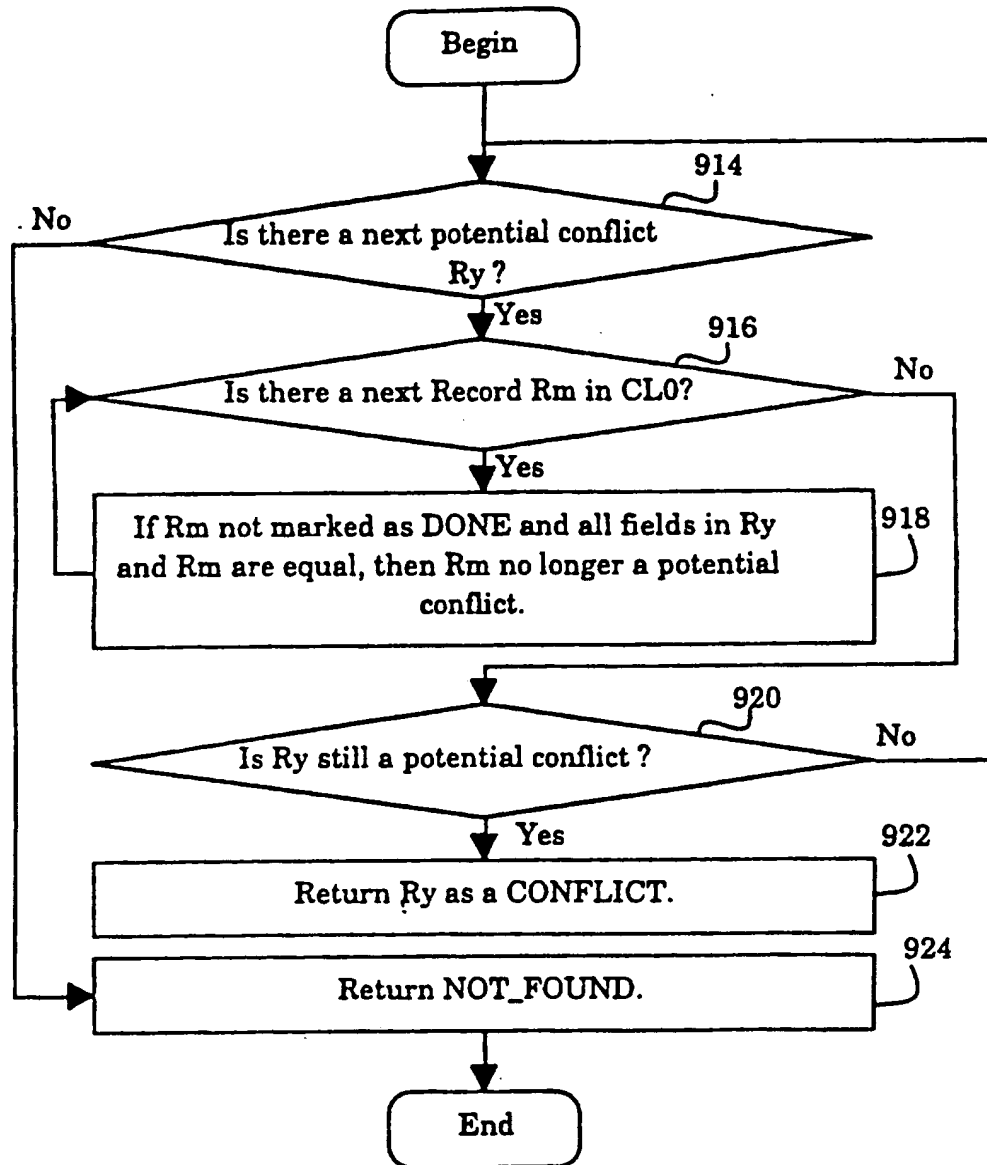 Begin
914
No
Is there a next potential conflict
Ry ?
Yes
916
Is there a next Record Rm in CL0?
No
Yes
918
If Rm not marked as DONE and all fields in Ry
and Rm are equal, then Rm no longer a potential
conflict.
920
Is Ry still a potential conflict ?
No
Yes
922
Return Ry as a CONFLICT.
924
Return NOT_FOUND.
End